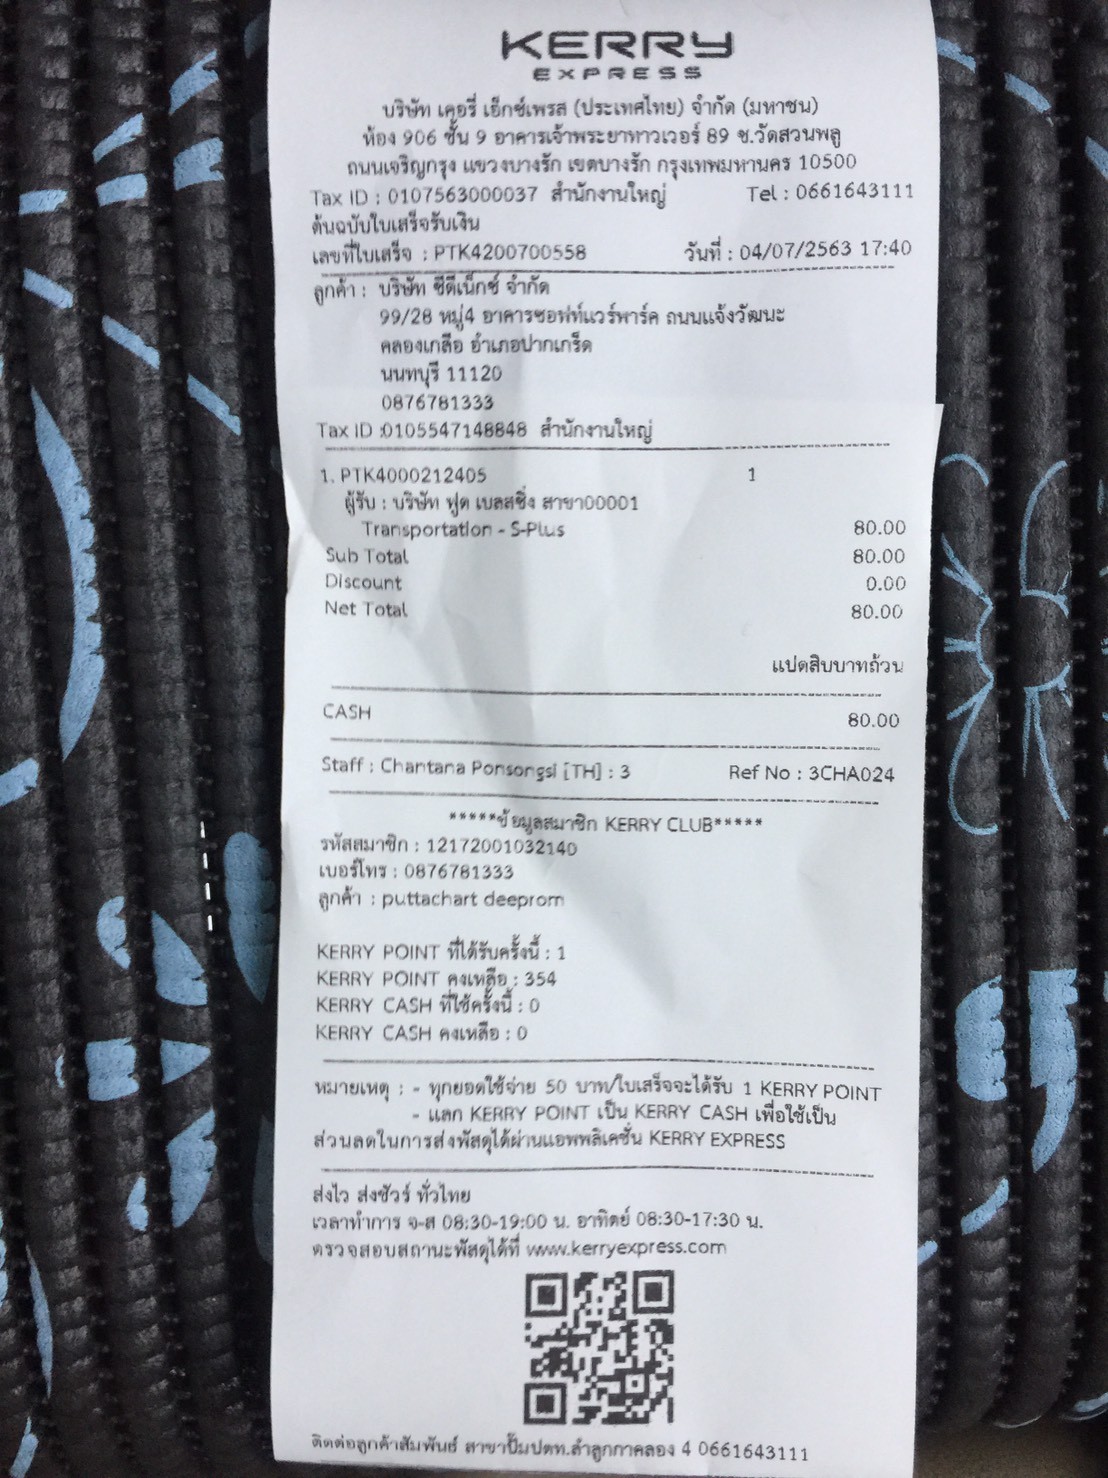 KERRY
EXPRESS
บริษัท เคอรี่ เอ็กซ์เพรส (ประเทศไทย) จำกัด (มหาชน)
ห้อง 906 ชั้น 9 อาคารเจ้าพระยาทาวเวอร์ 89 ซ.วัดสวนพลู
ถนนเจริญกรุง แขวงบางรัก เขตบางรัก กรุงเทพมหานคร 10500
Tax ID : 0107563000037 สำนักงานใหญ่ Tel : 0661643111
ต้นฉบับใบเสร็จรับเงิน
เลขที่ใบเสร็จ : PTK4200700558 วันที่ : 04/07/2563 17:40
ลูกค้า : บริษัท ซีดีเน็กซ์ จำกัด
99/28 หมู่4 อาคารซอฟท์แวร์พาร์ค ถนนแจ้งวัฒนะ
คลองเกลือ อำเภอปากเกร็ด
นนทบุรี 11120
0876781333
Tax ID :0105547148848 สำนักงานใหญ่
1. PTK4000212405 1
ผู้รับ : บริษัท ฟูด เบลสซิ่ง สาขา00001
Transportation - S-Plus 80.00
Sub Total 80.00
Discount 0.00
Net Total 80.00
แปดสิบบาทถ้วน
CASH 80.00
Staff : Chantana Ponsongsi [TH] : 3 Ref No : 3CHA024
*****ข้อมูลสมาชิก KERRY CLUB*****
รหัสสมาชิก : 12172001032140
เบอร์โทร : 0876781333
ลูกค้า : puttachart deeprom
KERRY POINT ที่ได้รับครั้งนี้ : 1
KERRY POINT คงเหลือ : 354
KERRY CASH ที่ใช้ครั้งนี้ : 0
KERRY CASH คงเหลือ : 0
หมายเหตุ : - ทุกยอดใช้จ่าย 50 บาท/ใบเสร็จจะได้รับ 1 KERRY POINT
- แลก KERRY POINT เป็น KERRY CASH เพื่อใช้เป็น
ส่วนลดในการส่งพัสดุได้ผ่านแอพพลิเคชั่น KERRY EXPRESS
ส่งไว ส่งชัวร์ ทั่วไทย
เวลาทำการ จ-ส 08:30-19:00 น. อาทิตย์ 08:30-17:30 น.
ตรวจสอบสถานะพัสดุได้ที่ www.kerryexpress.com
ติดต่อลูกค้าสัมพันธ์ สาขาปั๊มปตท.ลำลูกกาคลอง 4 0661643111